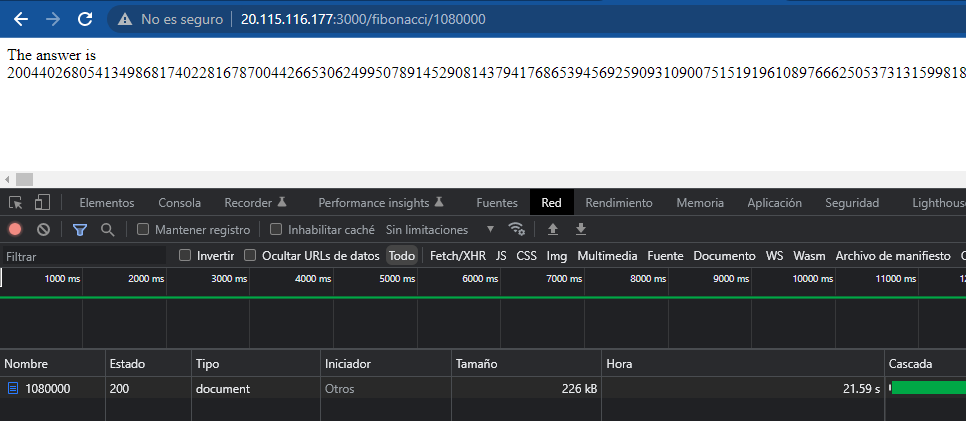 No es seguro 20.115.116.177:3000/fibonacci/1080000
The answer is
200440268054134986817402281678700442665306249950789145290814379417686539456925909310900751519196108976662505373131599818
Elementos Consola Recorder Performance insights Fuentes Red Rendimiento Memoria Aplicación Seguridad Lighthouse
Mantener registro Inhabilitar caché Sin limitaciones
Filtrar Invertir Ocultar URLs de datos Todo Fetch/XHR JS CSS Img Multimedia Fuente Documento WS Wasm Archivo de manifiesto
1000 ms 2000 ms 3000 ms 4000 ms 5000 ms 6000 ms 7000 ms 8000 ms 9000 ms 10000 ms 11000 ms
Nombre Estado Tipo Iniciador Tamaño Hora Cascada
1080000 200 document Otros 226 kB 21.59 s